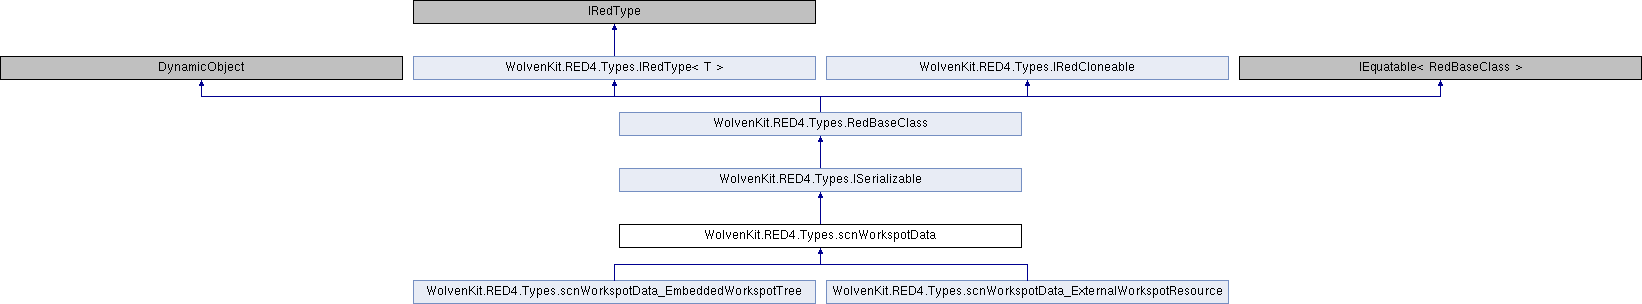 IRedType
DynamicObject
WolvenKit.RED4.Types.IRedType< T >
WolvenKit.RED4.Types.IRedCloneable
IEquatable< RedBaseClass >
WolvenKit.RED4.Types.RedBaseClass
WolvenKit.RED4.Types.ISerializable
WolvenKit.RED4.Types.scnWorkspotData
WolvenKit.RED4.Types.scnWorkspotData_EmbeddedWorkspotTree
WolvenKit.RED4.Types.scnWorkspotData_ExternalWorkspotResource